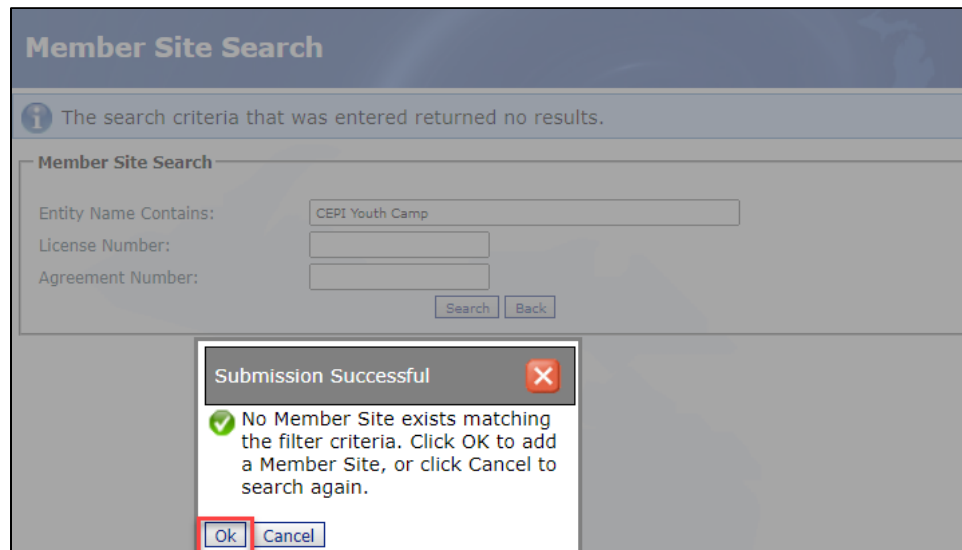 Member Site Search
The search criteria that was entered returned no results.
Member Site Search
Entity Name Contains: CEPI Youth Camp
License Number:
Agreement Number:
Search Back
Submission Successful
No Member Site exists matching
the filter criteria. Click OK to add
a Member Site, or click Cancel to
search again.
Ok Cancel